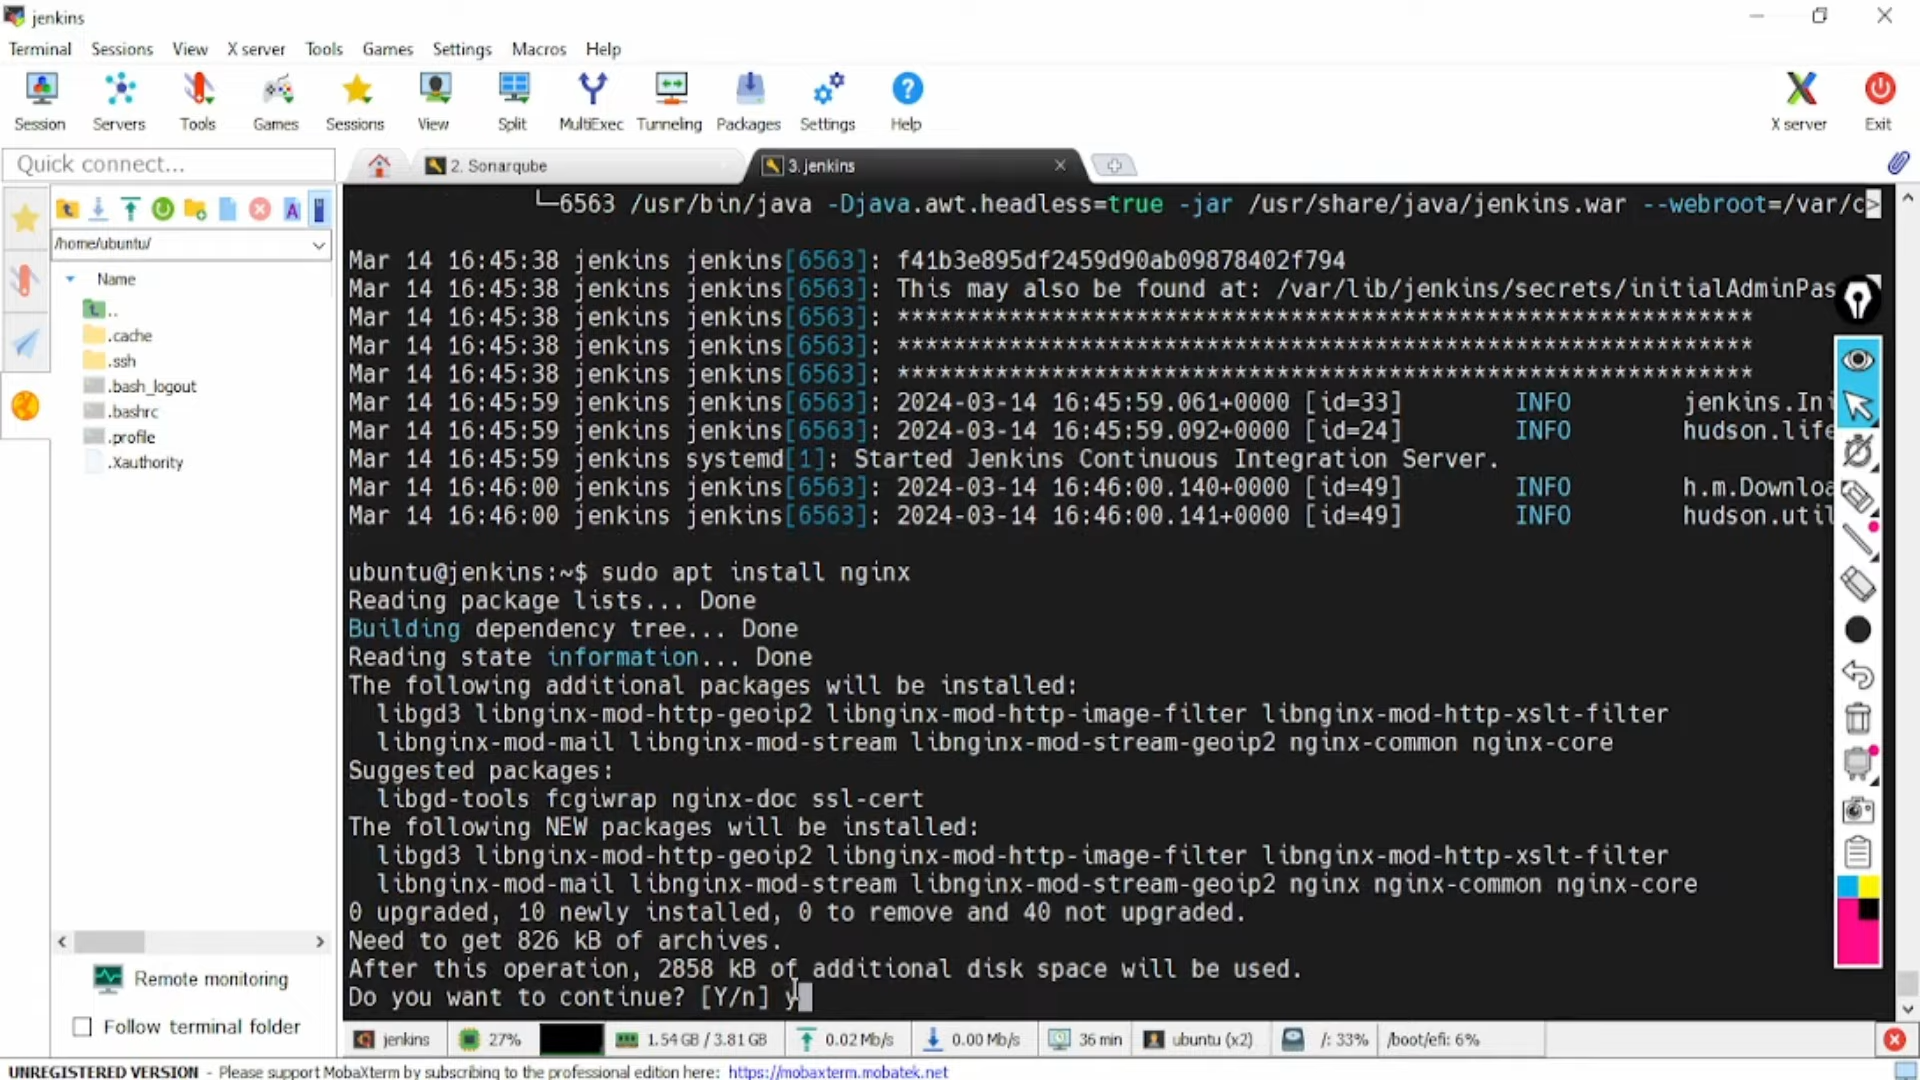 jenkins
Terminal Sessions View X server Tools Games Settings Macros Help
Session Servers Tools Games Sessions View Split MultiExec Tunneling Packages Settings Help X server Exit
Quick connect...
2. Sonarqube
3. jenkins
/home/ubuntu/
Name
..
.cache
.ssh
.bash_logout
.bashrc
.profile
.Xauthority
Remote monitoring
Follow terminal folder
└─6563 /usr/bin/java -Djava.awt.headless=true -jar /usr/share/java/jenkins.war --webroot=/var/c>
Mar 14 16:45:38 jenkins jenkins[6563]: f41b3e895df2459d90ab09878402f794
Mar 14 16:45:38 jenkins jenkins[6563]: This may also be found at: /var/lib/jenkins/secrets/initialAdminPas
Mar 14 16:45:38 jenkins jenkins[6563]: *************************************************************
Mar 14 16:45:38 jenkins jenkins[6563]: *************************************************************
Mar 14 16:45:38 jenkins jenkins[6563]: *************************************************************
Mar 14 16:45:59 jenkins jenkins[6563]: 2024-03-14 16:45:59.061+0000 [id=33] INFO jenkins.Ini
Mar 14 16:45:59 jenkins jenkins[6563]: 2024-03-14 16:45:59.092+0000 [id=24] INFO hudson.life
Mar 14 16:45:59 jenkins systemd[1]: Started Jenkins Continuous Integration Server.
Mar 14 16:46:00 jenkins jenkins[6563]: 2024-03-14 16:46:00.140+0000 [id=49] INFO h.m.Downloa
Mar 14 16:46:00 jenkins jenkins[6563]: 2024-03-14 16:46:00.141+0000 [id=49] INFO hudson.util
ubuntu@jenkins:~$ sudo apt install nginx
Reading package lists... Done
Building dependency tree... Done
Reading state information... Done
The following additional packages will be installed:
libgd3 libnginx-mod-http-geoip2 libnginx-mod-http-image-filter libnginx-mod-http-xslt-filter
libnginx-mod-mail libnginx-mod-stream libnginx-mod-stream-geoip2 nginx-common nginx-core
Suggested packages:
libgd-tools fcgiwrap nginx-doc ssl-cert
The following NEW packages will be installed:
libgd3 libnginx-mod-http-geoip2 libnginx-mod-http-image-filter libnginx-mod-http-xslt-filter
libnginx-mod-mail libnginx-mod-stream libnginx-mod-stream-geoip2 nginx nginx-common nginx-core
0 upgraded, 10 newly installed, 0 to remove and 40 not upgraded.
Need to get 826 kB of archives.
After this operation, 2858 kB of additional disk space will be used.
Do you want to continue? [Y/n] y
jenkins 27% 1.54 GB / 3.81 GB 0.02 Mb/s 0.00 Mb/s 36 min ubuntu (x2) /: 33% /boot/efi: 6%
UNREGISTERED VERSION - Please support MobaXterm by subscribing to the professional edition here: https://mobaxterm.mobatek.net